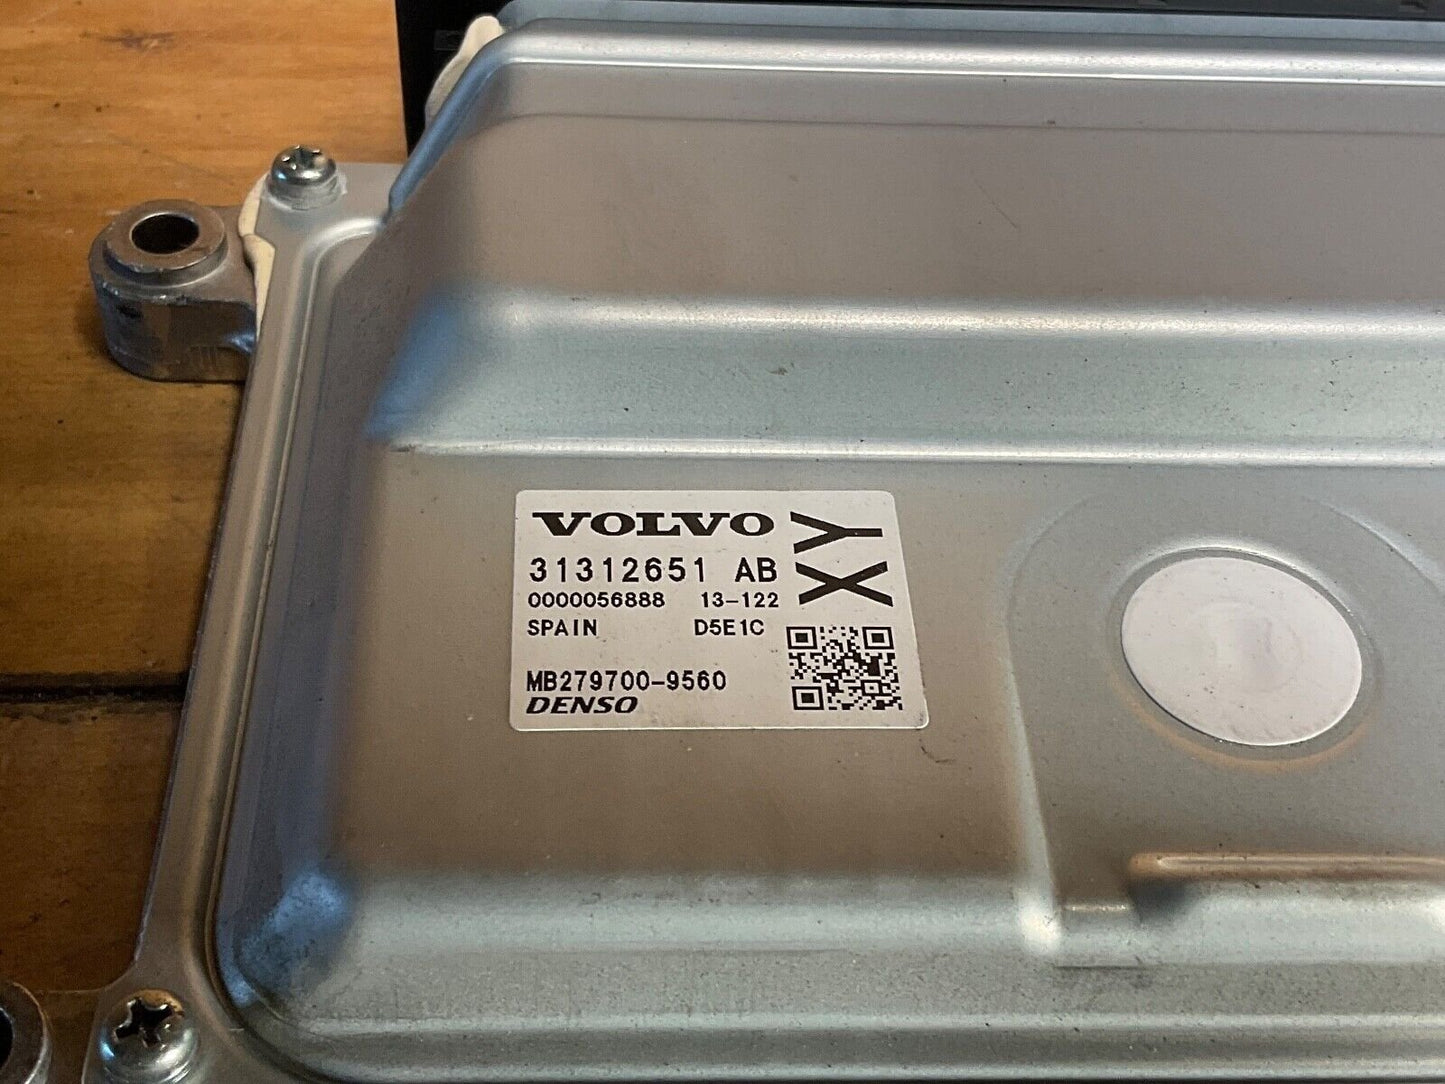 VOLVO
31312651 AB
0000056888 13-122
SPAIN D5E1C
MB279700-9560
DENSO
XY